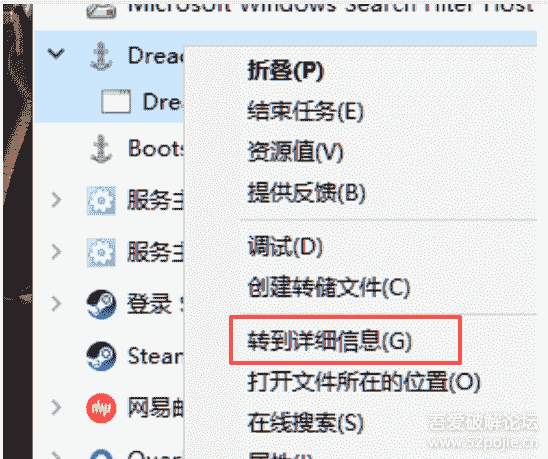 Microsoft Windows Search Filter Host
Dread
折叠(P)
Drea
结束任务(E)
Boots
资源值(V)
服务主
提供反馈(B)
服务主
调试(D)
创建转储文件(C)
登录 S
转到详细信息(G)
Steam
打开文件所在的位置(O)
网易邮
在线搜索(S)
吾爱破解论坛
www.52pojie.cn